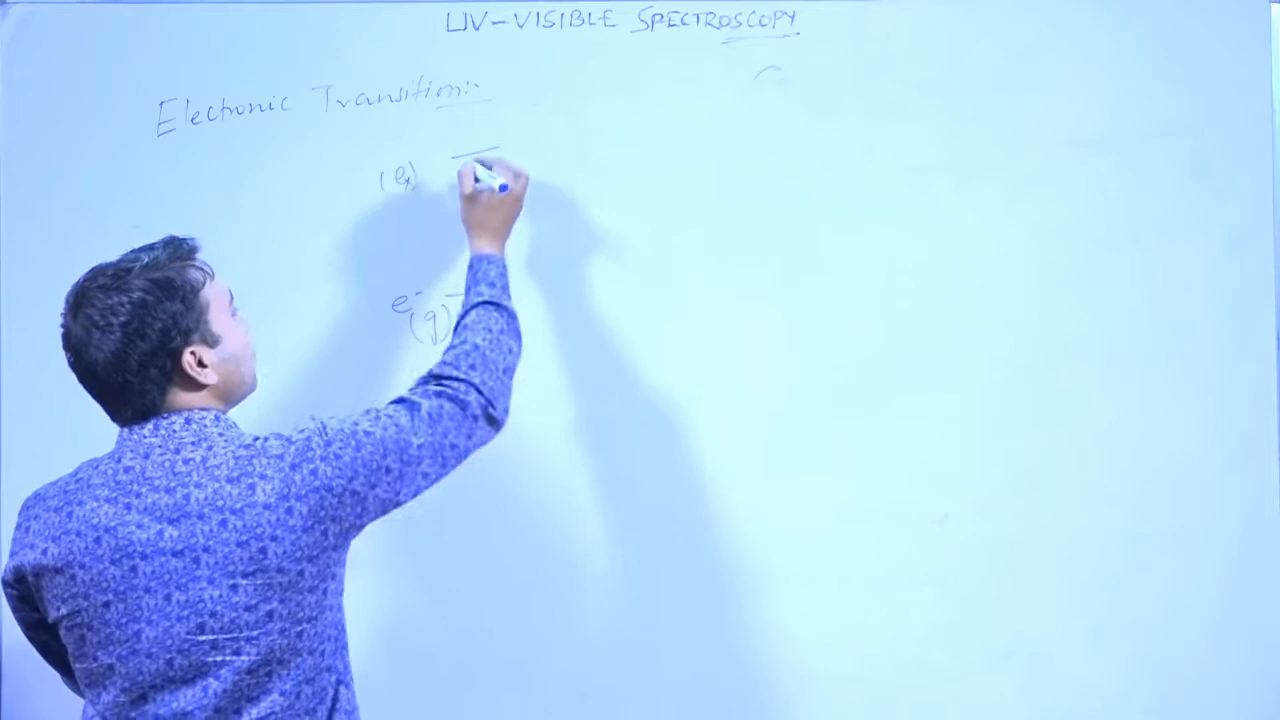 UV-VISIBLE SPECTROSCOPY
Electronic Transition:-
e⁻
(g)